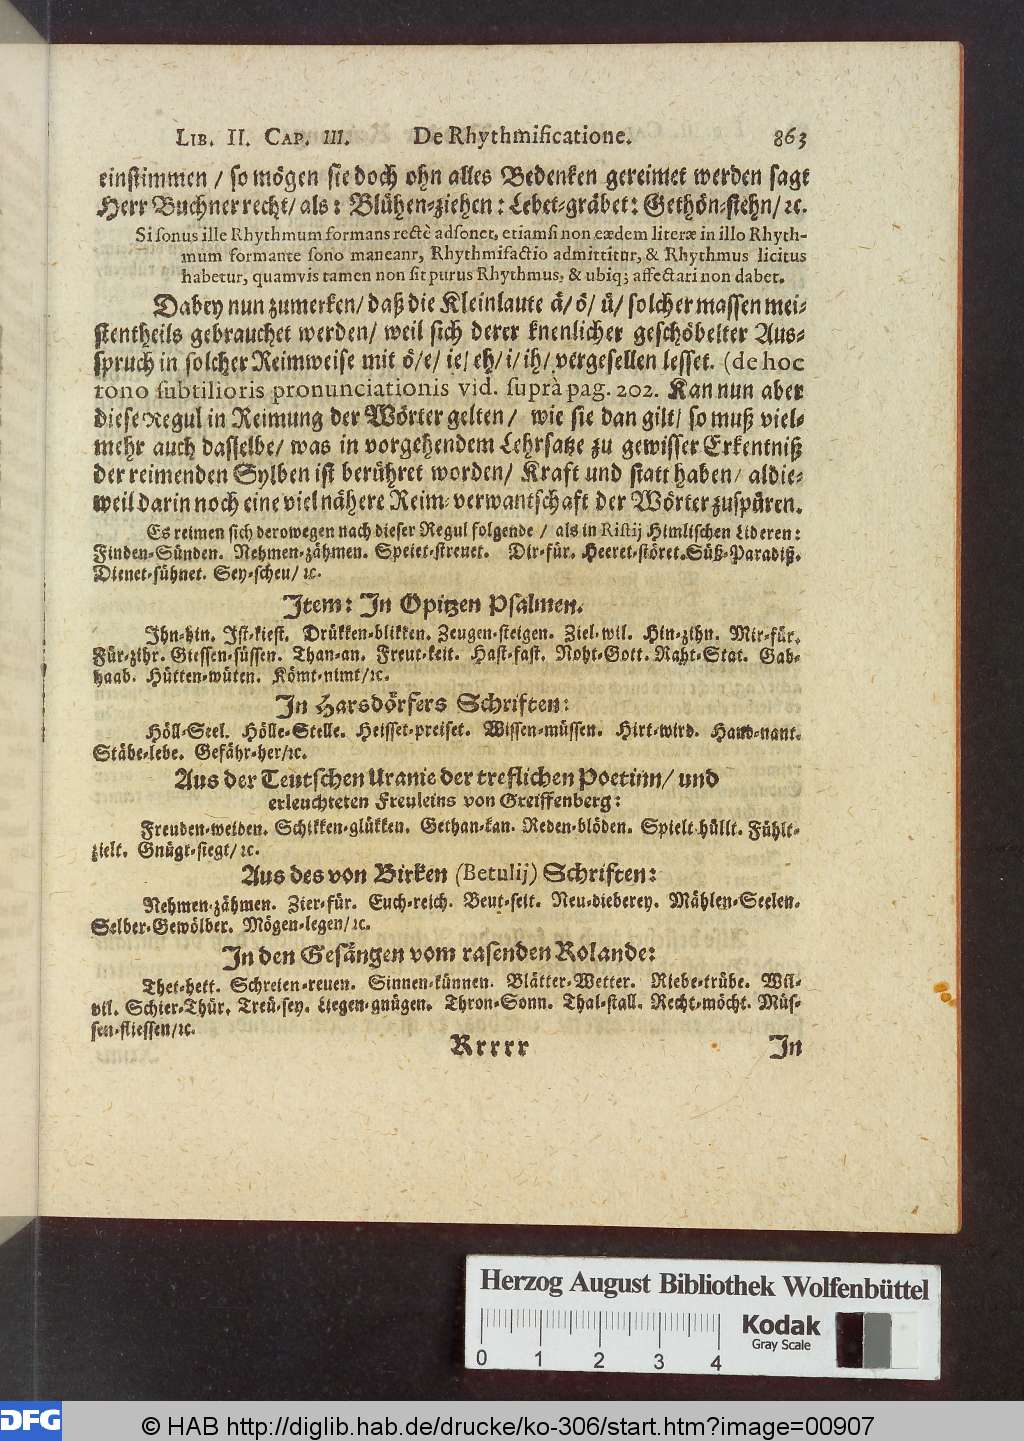 LIB. II. CAP. III. De Rhythmificatione. 863
einstimmen / so mögen sie doch ohn alles Bedenken gereimet werden sagt
Herr Buchner recht/ als: Blühen-ziehen: Lebet-gräbet: Gethön-stehn/ ꝛc.
Si sonus ille Rhythmum formans rectè adsonet, etiamsi non eædem literæ in illo Rhyth-
mum formante sono maneant, Rhythmifactio admittitur, & Rhythmus licitus
habetur, quamvis tamen non sit purus Rhythmus, & ubiq; affectari non dabet.
Dabey nun zumerken/ daß die Kleinlaute ä/ ö/ ü/ solcher massen mei-
stentheils gebrauchet werden/ weil sich derer knenlicher geschöbelter Aus-
spruch in solcher Reimweise mit ö/ e/ ie/ eh/ i/ ih/ vergesellen lesset. (de hoc
tono subtilioris pronunciationis vid. suprà pag. 202. Kan nun aber
diese Regul in Reimung der Wörter gelten / wie sie dan gilt/ so muß viel-
mehr auch dasselbe/ was in vorgehendem Lehrsatze zu gewisser Erkentniß
der reimenden Sylben ist berühret worden/ Kraft und statt haben/ aldie-
weil darin noch eine viel nähere Reim-verwantschaft der Wörter zuspüren.
Es reimen sich derowegen nach dieser Regul folgende / als in Ristij Himlischen Liederen:
Finden-Sünden. Nehmen-zähmen. Speiet-streuet. Dir-für. Heeret-störet. Süß-Paradiß.
Dienet-sühnet. Sey-scheu/ ꝛc.
Item: In Opitzen Psalmen.
Ihn-hin. Ist-kiest. Drükken-blikken. Zeugen-steigen. Ziel-wil. Hin-zihn. Mir-für.
Für-zihr. Giessen-süssen. Than-an. Freut-keit. Hast-fast. Noht-Gott. Raht-Stat. Gab-
haab. Hütten-wüten. Kömt-nimt/ ꝛc.
In Harsdörfers Schriften:
Höll-Seel. Hölle-Stelle. Heisset-preiset. Wissen-müssen. Hirt-wird. Hand-nant.
Stäbe-lebe. Gefähr-her/ ꝛc.
Aus der Teutschen Uranie der treflichen Poetinn/ und
erleuchteten Freuleins von Greiffenberg:
Freuden-weiden. Schikken-glükken. Gethan-kan. Reden-blöden. Spielt-hüllt. Fühlt-
zielt. Gnügt-siegt/ ꝛc.
Aus des von Birken (Betulij) Schriften:
Nehmen-zähmen. Zier-für. Euch-reich. Beut-seit. Neu-dieberey. Mählen-Seelen.
Selber-Gewölber. Mögen-legen/ ꝛc.
In den Gesängen vom rasenden Rolande:
Thet-hett. Schreien-reuen. Sinnen-künnen. Blätter-Wetter. Riebe-trübe. Wil-
vil. Schier-Thür. Treü-sey. Liegen-gnügen. Thron-Sonn. Thal-stall. Recht-möcht. Müs-
sen-fliessen/ ꝛc.
Rrrrr In
Herzog August Bibliothek Wolfenbüttel
0 1 2 3 4
Kodak
Gray Scale
DFG
© HAB http://diglib.hab.de/drucke/ko-306/start.htm?image=00907